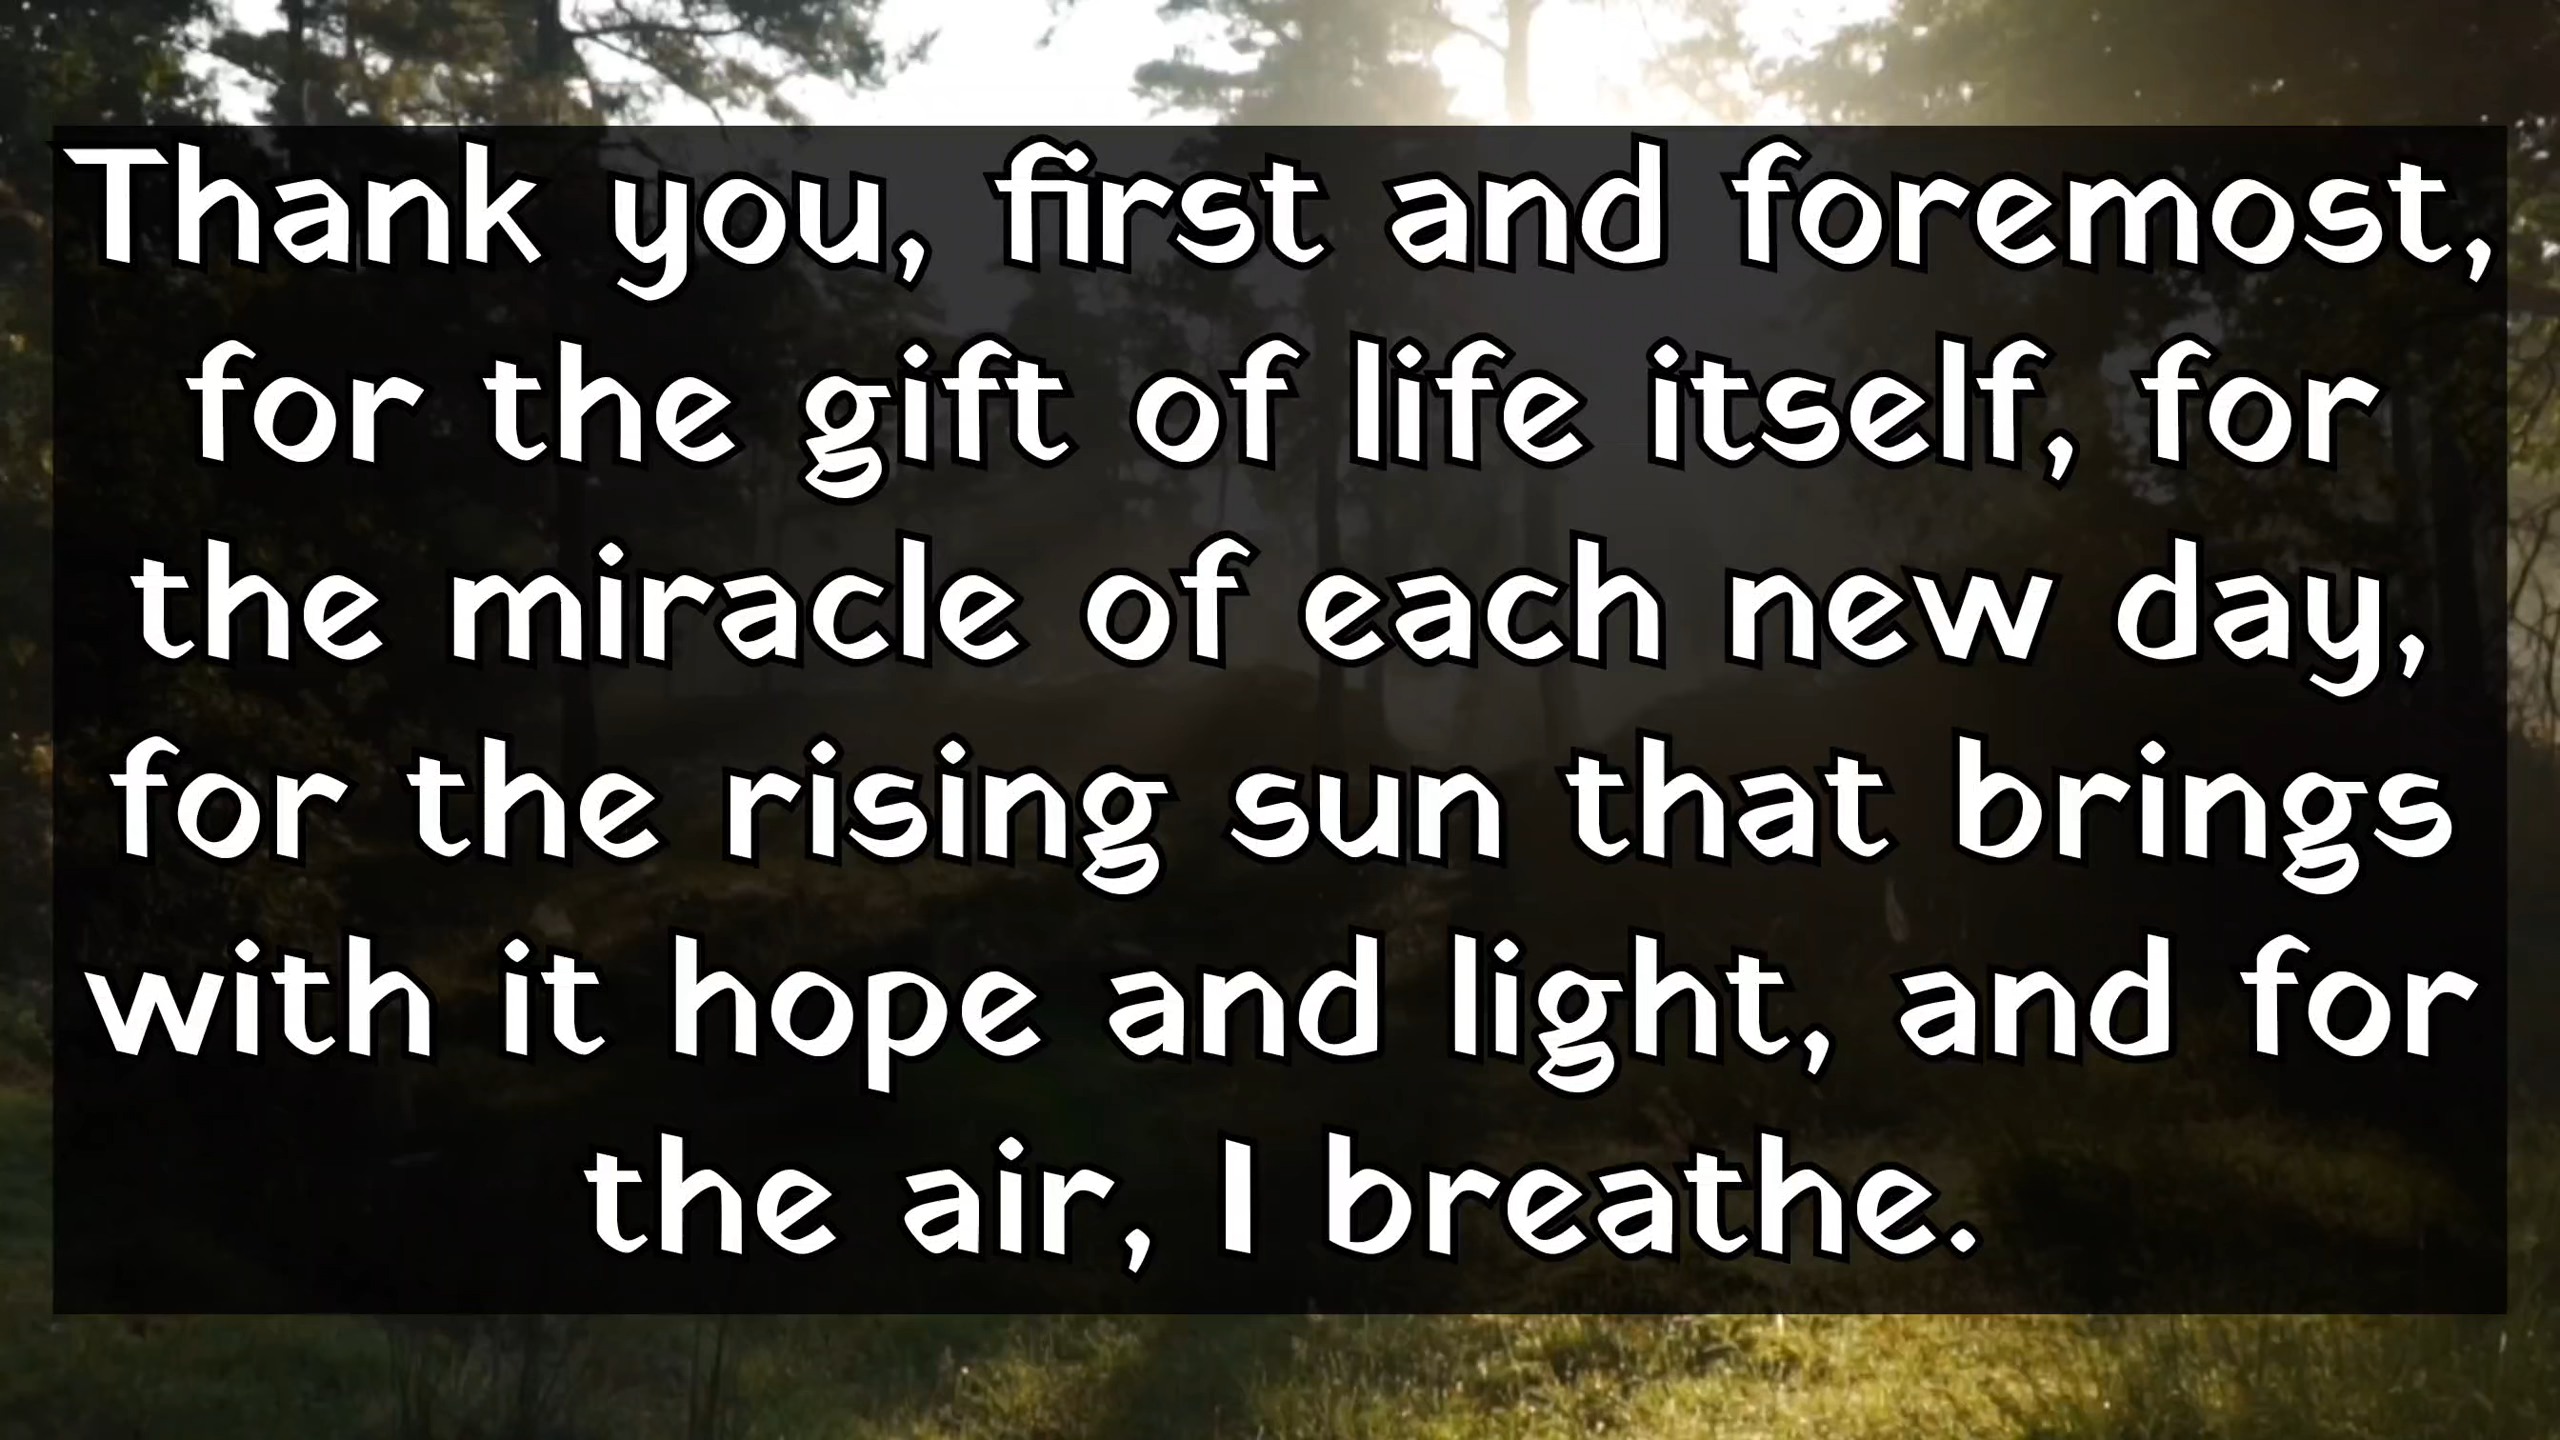 Thank you, first and foremost,
for the gift of life itself, for
the miracle of each new day,
for the rising sun that brings
with it hope and light, and for
the air, I breathe.